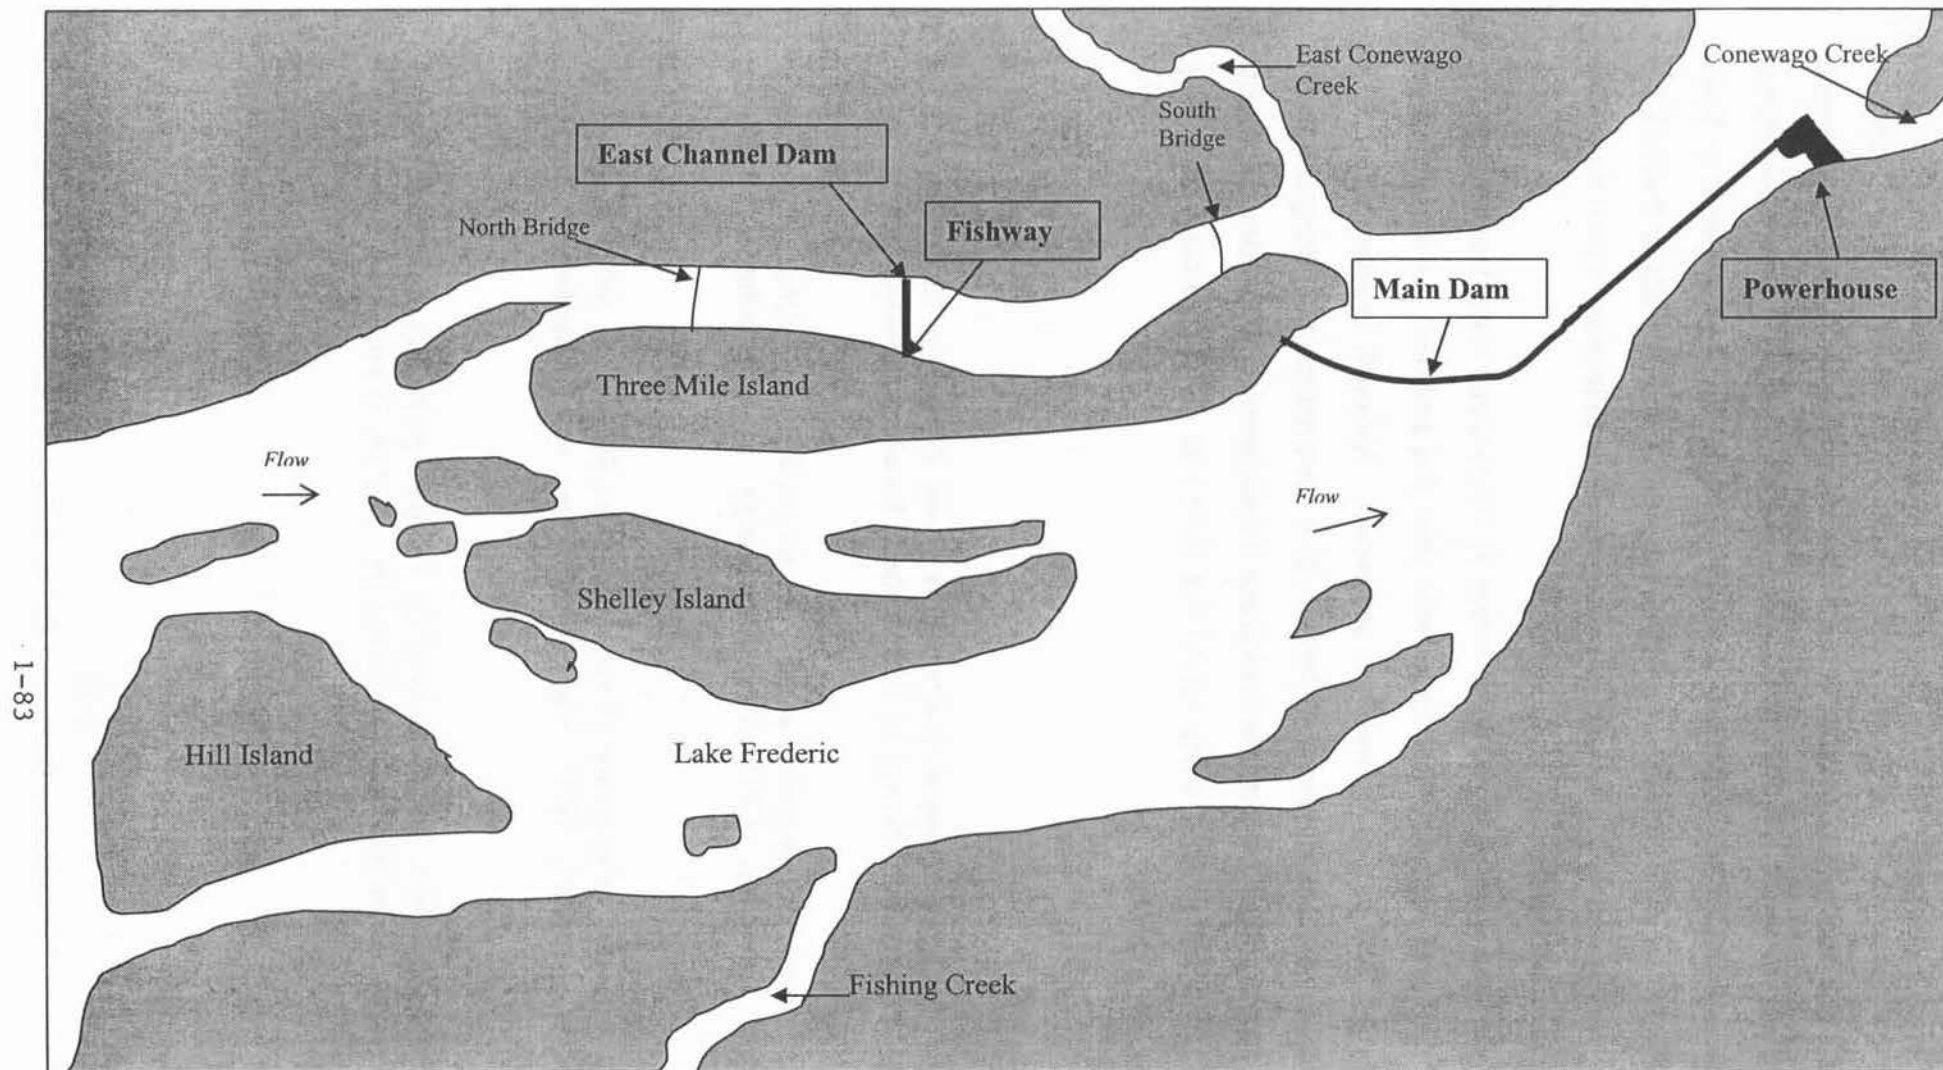 East Conewago
Creek
Conewago Creek
South
Bridge
East Channel Dam
North Bridge
Fishway
Main Dam
Powerhouse
Three Mile Island
Flow
Flow
Shelley Island
Hill Island
Lake Frederic
Fishing Creek
1-83